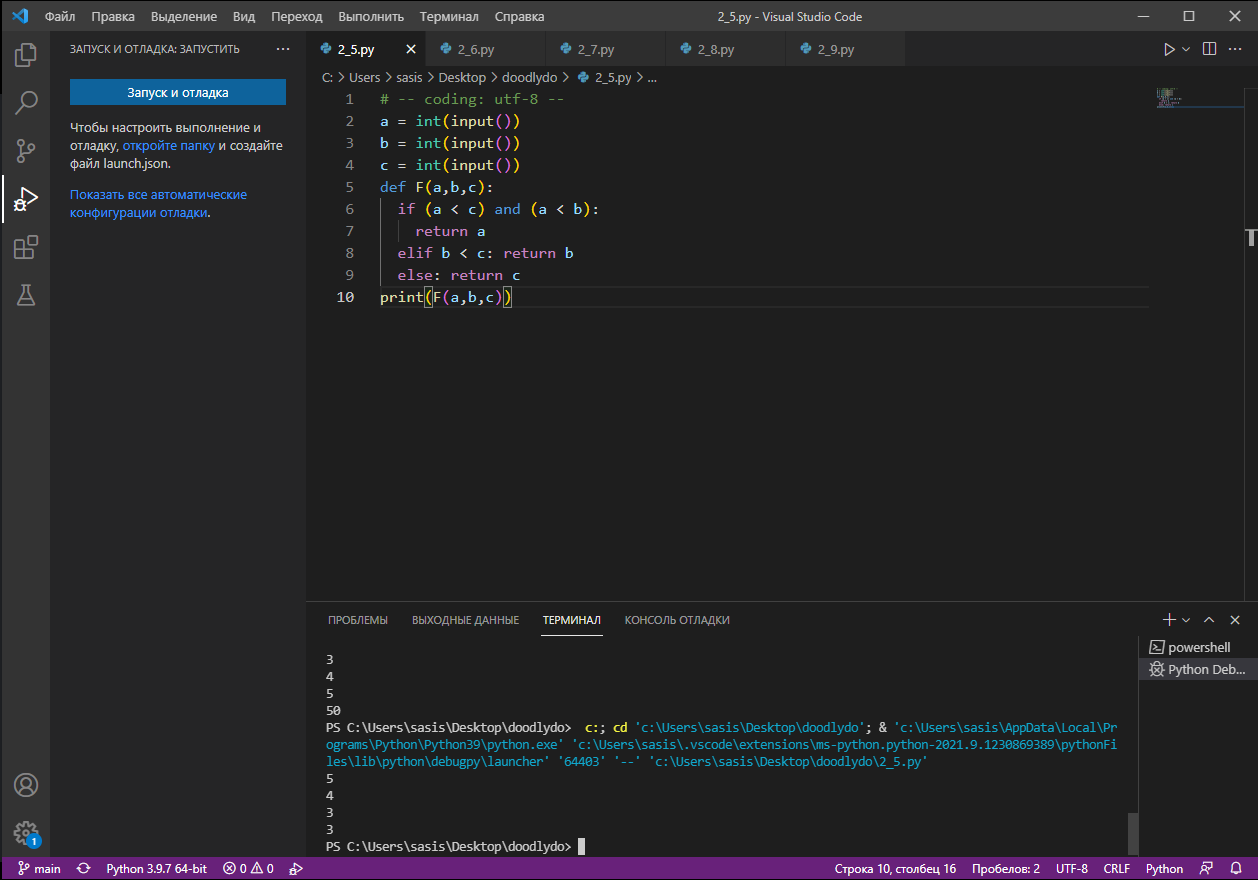 Файл Правка Выделение Вид Переход Выполнить Терминал Справка 2_5.py - Visual Studio Code
ЗАПУСК И ОТЛАДКА: ЗАПУСТИТЬ ···
2_5.py 2_6.py 2_7.py 2_8.py 2_9.py
C: > Users > sasis > Desktop > doodlydo > 2_5.py > ...
Запуск и отладка
Чтобы настроить выполнение и
отладку, откройте папку и создайте
файл launch.json.
Показать все автоматические
конфигурации отладки.
1 # -- coding: utf-8 --
2 a = int(input())
3 b = int(input())
4 c = int(input())
5 def F(a,b,c):
6 if (a < c) and (a < b):
7 return a
8 elif b < c: return b
9 else: return c
10 print(F(a,b,c))
ПРОБЛЕМЫ ВЫХОДНЫЕ ДАННЫЕ ТЕРМИНАЛ КОНСОЛЬ ОТЛАДКИ
powershell
Python Deb...
3
4
5
50
PS C:\Users\sasis\Desktop\doodlydo> c:; cd 'c:\Users\sasis\Desktop\doodlydo'; & 'c:\Users\sasis\AppData\Local\Pr
ograms\Python\Python39\python.exe' 'c:\Users\sasis\.vscode\extensions\ms-python.python-2021.9.1230869389\pythonFi
les\lib\python\debugpy\launcher' '64403' '--' 'c:\Users\sasis\Desktop\doodlydo\2_5.py'
5
4
3
3
PS C:\Users\sasis\Desktop\doodlydo>
1
main Python 3.9.7 64-bit 0 0 Строка 10, столбец 16 Пробелов: 2 UTF-8 CRLF Python